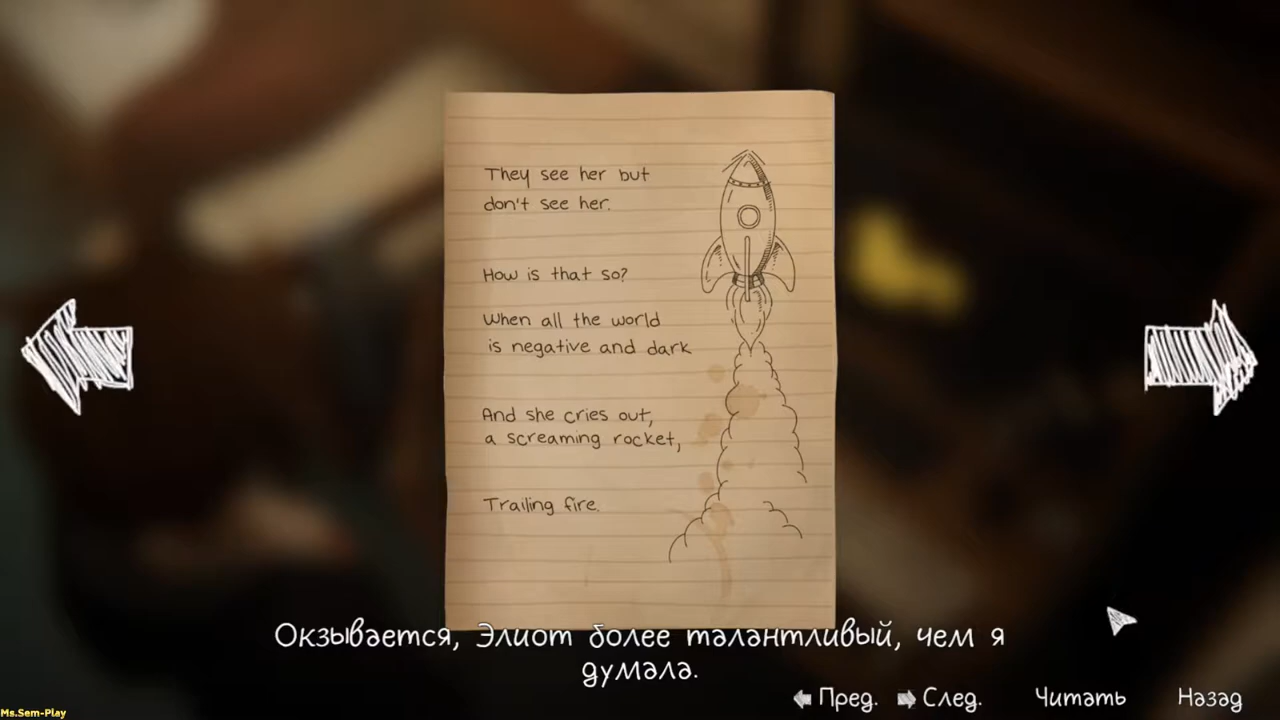 They see her but
don't see her.
How is that so?
When all the world
is negative and dark
And she cries out,
a screaming rocket,
Trailing fire.
Окзывается, Элиот более талантливый, чем я
думала.
Пред. След. Читать Назад
Ms.Sem-Play